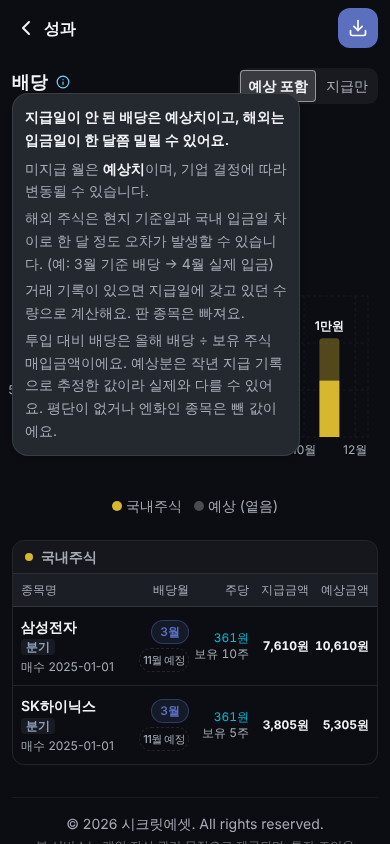 성과
배당
예상 포함 지급만
지급일이 안 된 배당은 예상치이고, 해외는
입금일이 한 달쯤 밀릴 수 있어요.
미지급 월은 예상치이며, 기업 결정에 따라
변동될 수 있습니다.
해외 주식은 현지 기준일과 국내 입금일 차
이로 한 달 정도 오차가 발생할 수 있습니
다. (예: 3월 기준 배당 → 4월 실제 입금)
거래 기록이 있으면 지급일에 갖고 있던 수
량으로 계산해요. 판 종목은 빠져요.
투입 대비 배당은 올해 배당 ÷ 보유 주식
매입금액이에요. 예상분은 작년 지급 기록
으로 추정한 값이라 실제와 다를 수 있어
요. 평단이 없거나 엔화인 종목은 뺀 값이
에요.
1만원
12월
국내주식 예상 (옅음)
국내주식
종목명 배당월 주당 지급금액 예상금액
삼성전자
분기
매수 2025-01-01
3월
11월 예정
361원
보유 10주
7,610원 10,610원
SK하이닉스
분기
매수 2025-01-01
3월
11월 예정
361원
보유 5주
3,805원 5,305원
© 2026 시크릿에셋. All rights reserved.